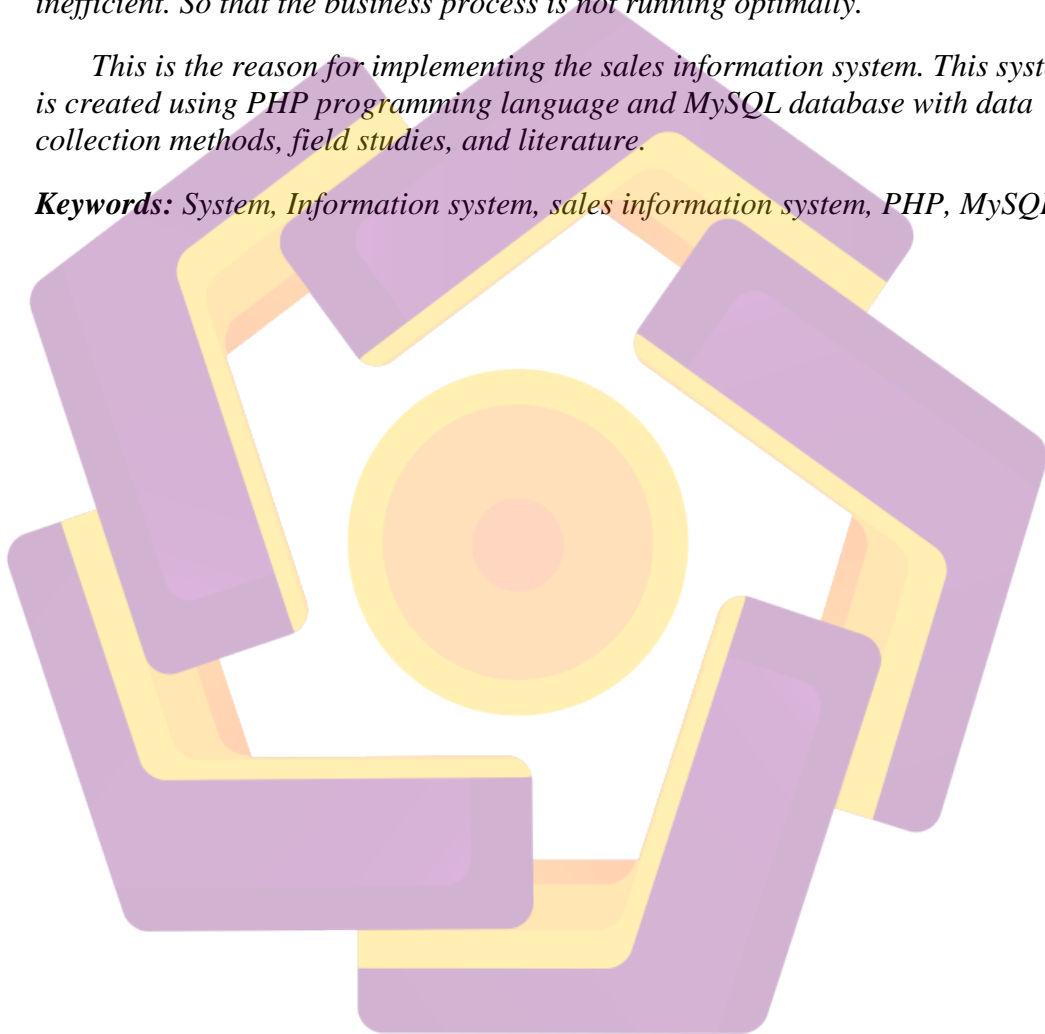 inefficient. So that the business process is not running optimally.
This is the reason for implementing the sales information system. This syste
is created using PHP programming language and MySQL database with data
collection methods, field studies, and literature.
Keywords: System, Information system, sales information system, PHP, MySQL